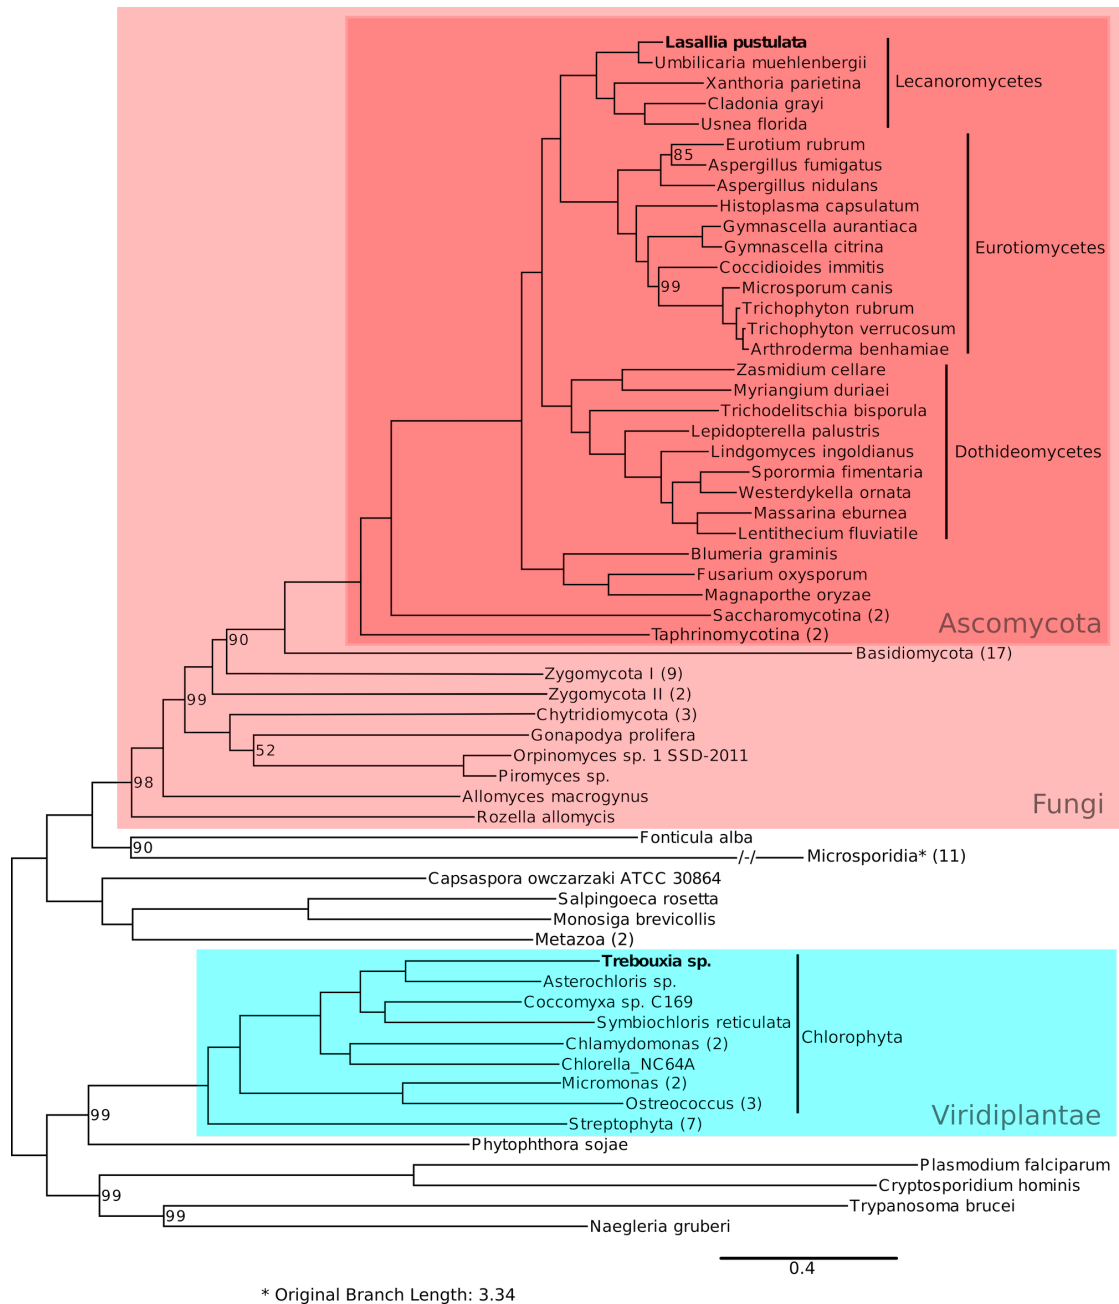 Lasallia pustulata
Umbilicaria muehlenbergii
Xanthoria parietina
Lecanoromycetes
Cladonia grayi
Usnea florida
Eurotium rubrum
85
Aspergillus fumigatus
Aspergillus nidulans
Histoplasma capsulatum
Gymnascella aurantiaca
Gymnascella citrina
Eurotiomycetes
Coccidioides immitis
99
Microsporum canis
Trichophyton rubrum
Trichophyton verrucosum
Arthroderma benhamiae
Zasmidium cellare
Myriangium duriaei
Trichodelitschia bisporula
Lepidopterella palustris
Lindgomyces ingoldianus
Dothideomycetes
Sporormia fimentaria
Westerdykella ornata
Massarina eburnea
Lentithecium fluviatile
Blumeria graminis
Fusarium oxysporum
Magnaporthe oryzae
Saccharomycotina (2)
Ascomycota
Taphrinomycotina (2)
90
Basidiomycota (17)
Zygomycota I (9)
Zygomycota II (2)
99
Chytridiomycota (3)
Gonapodya prolifera
52
Orpinomyces sp. 1 SSD-2011
Piromyces sp.
98
Allomyces macrogynus
Fungi
Rozella allomycis
Fonticula alba
90
/-/
Microsporidia* (11)
Capsaspora owczarzaki ATCC 30864
Salpingoeca rosetta
Monosiga brevicollis
Metazoa (2)
Trebouxia sp.
Asterochloris sp.
Coccomyxa sp. C169
Symbiochloris reticulata
Chlorophyta
Chlamydomonas (2)
Chlorella_NC64A
Micromonas (2)
Ostreococcus (3)
Viridiplantae
99
Streptophyta (7)
Phytophthora sojae
Plasmodium falciparum
Cryptosporidium hominis
99
Trypanosoma brucei
99
Naegleria gruberi
0.4
* Original Branch Length: 3.34